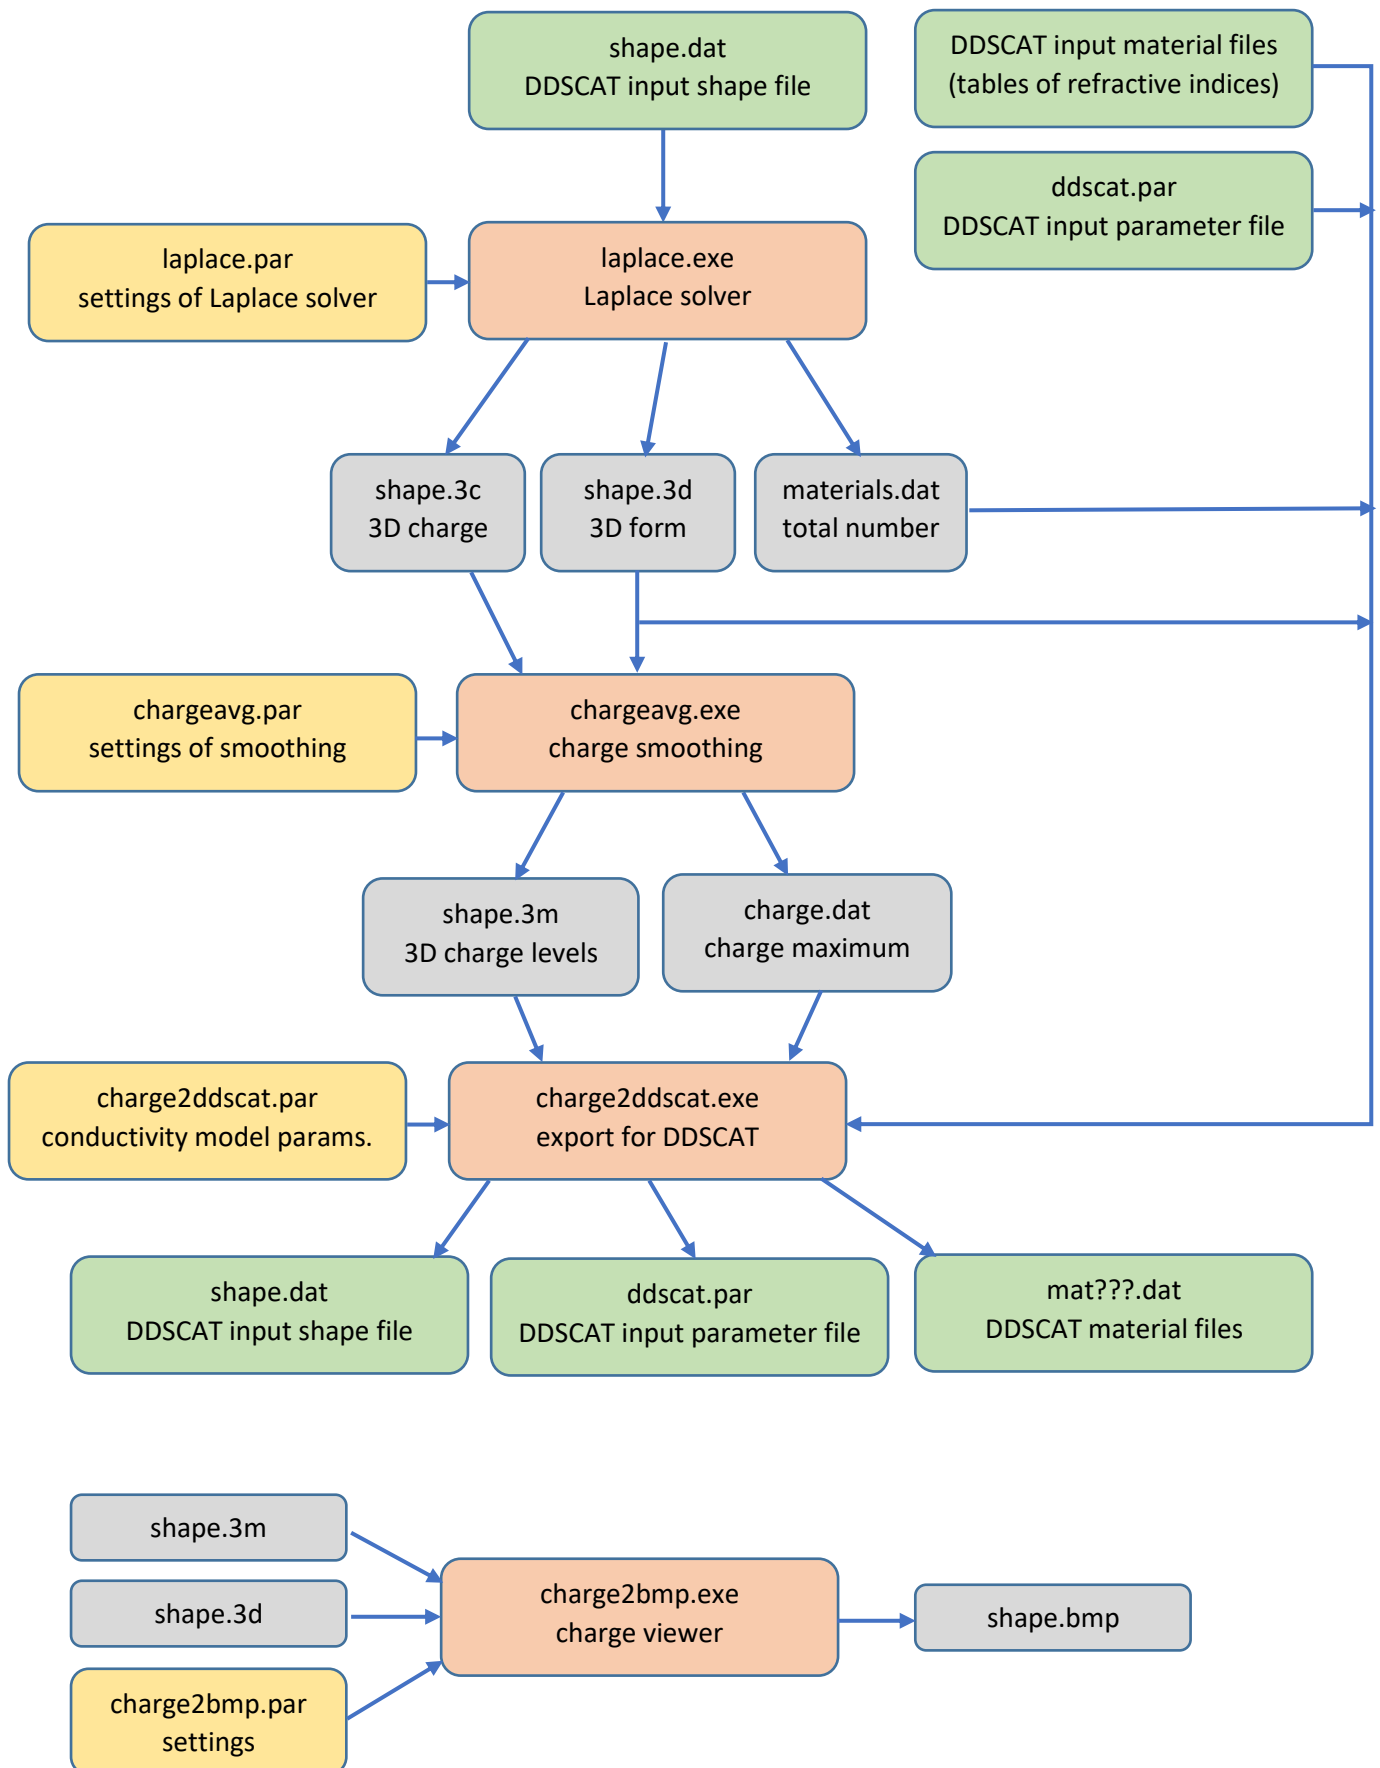 shape.dat
DDSCAT input shape file
DDSCAT input material files
(tables of refractive indices)
ddscat.par
DDSCAT input parameter file
laplace.par
settings of Laplace solver
laplace.exe
Laplace solver
shape.3c
3D charge
shape.3d
3D form
materials.dat
total number
chargeavg.par
settings of smoothing
chargeavg.exe
charge smoothing
shape.3m
3D charge levels
charge.dat
charge maximum
charge2ddscat.par
conductivity model params.
charge2ddscat.exe
export for DDSCAT
shape.dat
DDSCAT input shape file
ddscat.par
DDSCAT input parameter file
mat???.dat
DDSCAT material files
shape.3m
shape.3d
charge2bmp.par
settings
charge2bmp.exe
charge viewer
shape.bmp